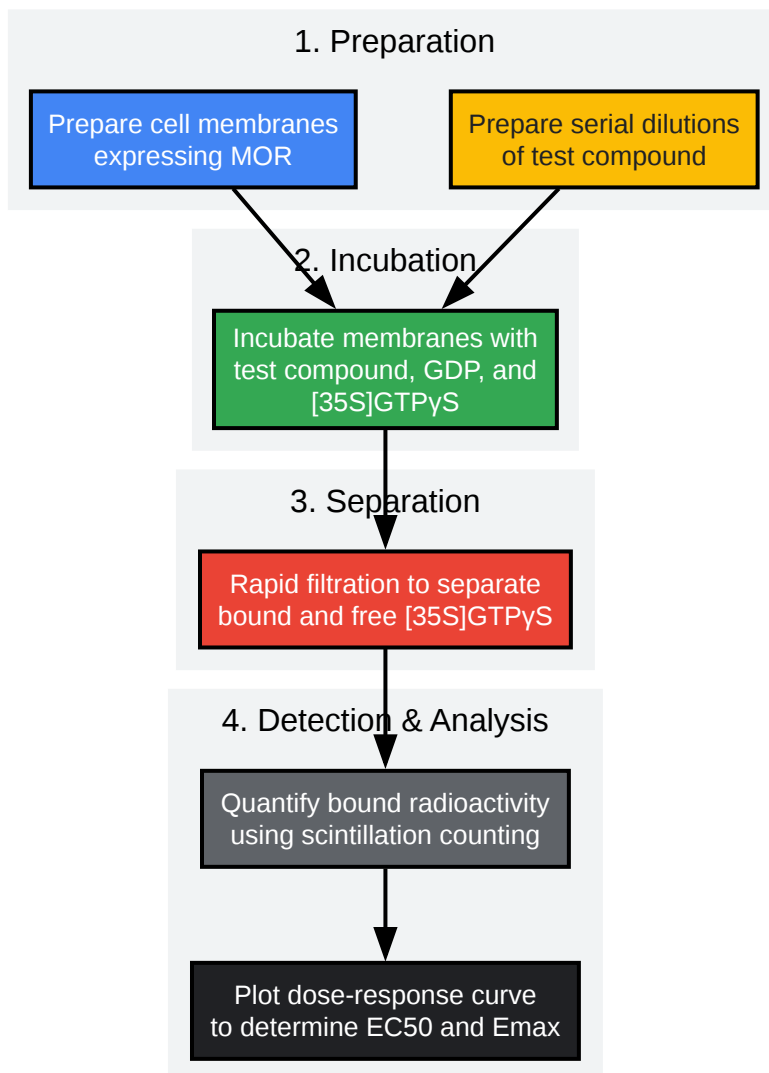 1. Preparation
Prepare cell membranes
expressing MOR
Prepare serial dilutions
of test compound
2. Incubation
Incubate membranes with
test compound, GDP, and
[35S]GTPγS
3. Separation
Rapid filtration to separate
bound and free [35S]GTPγS
4. Detection & Analysis
Quantify bound radioactivity
using scintillation counting
Plot dose-response curve
to determine EC50 and Emax